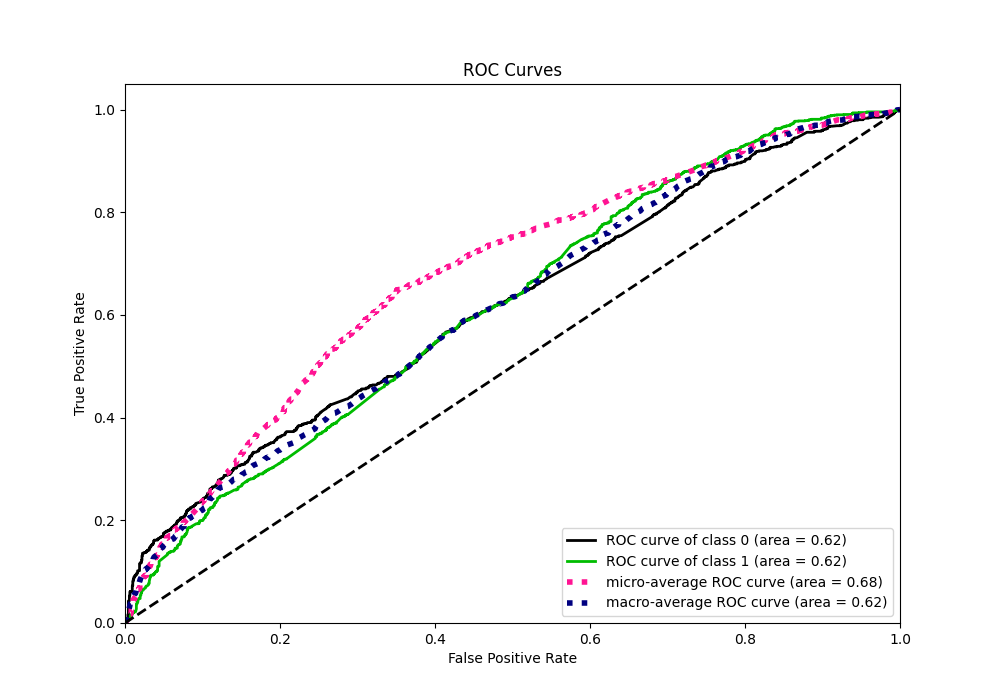 ROC Curves
1.0
0.8
0.6
0.4
0.2
0.0
True Positive Rate
ROC curve of class 0 (area = 0.62)
ROC curve of class 1 (area = 0.62)
micro-average ROC curve (area = 0.68)
macro-average ROC curve (area = 0.62)
0.0 0.2 0.4 0.6 0.8 1.0
False Positive Rate